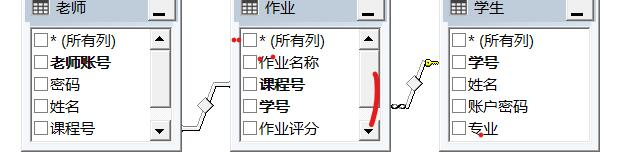 老师
* (所有列)
老师账号
密码
姓名
课程号
作业
* (所有列)
作业名称
课程号
学号
作业评分
学生
* (所有列)
学号
姓名
账户密码
专业